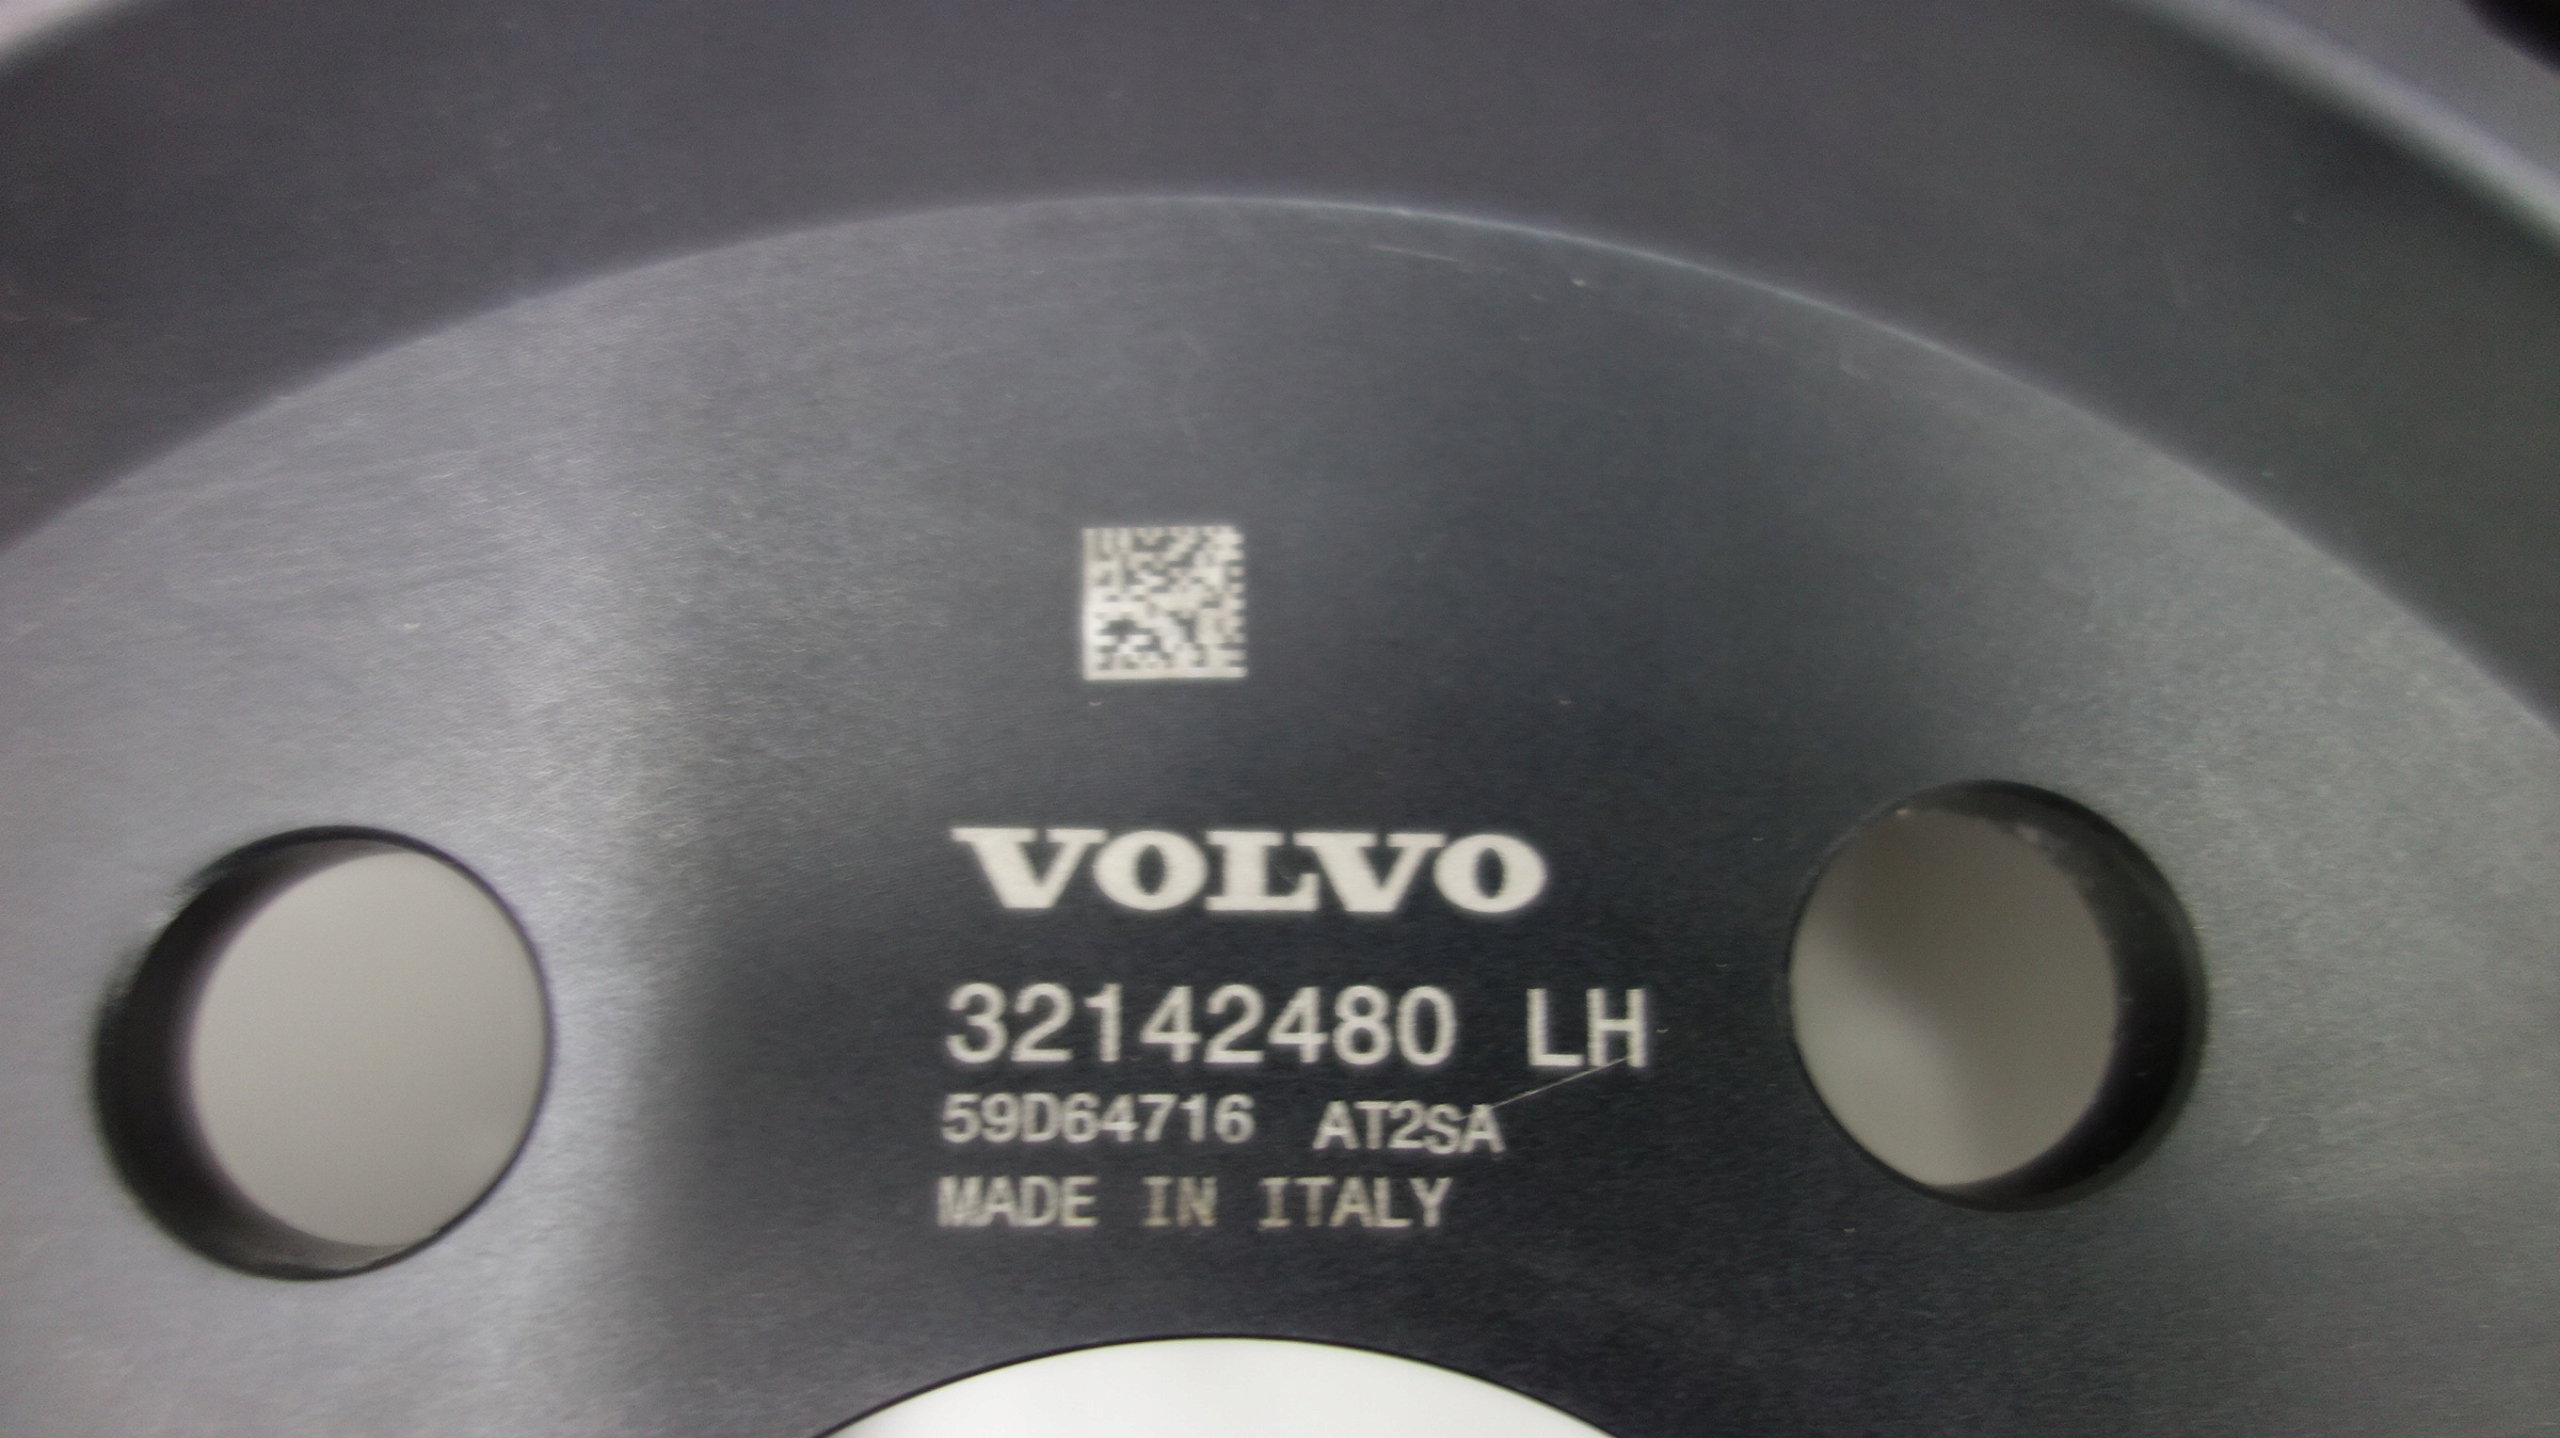 VOLVO
32142480 LH
59D64716 AT2SA
MADE IN ITALY